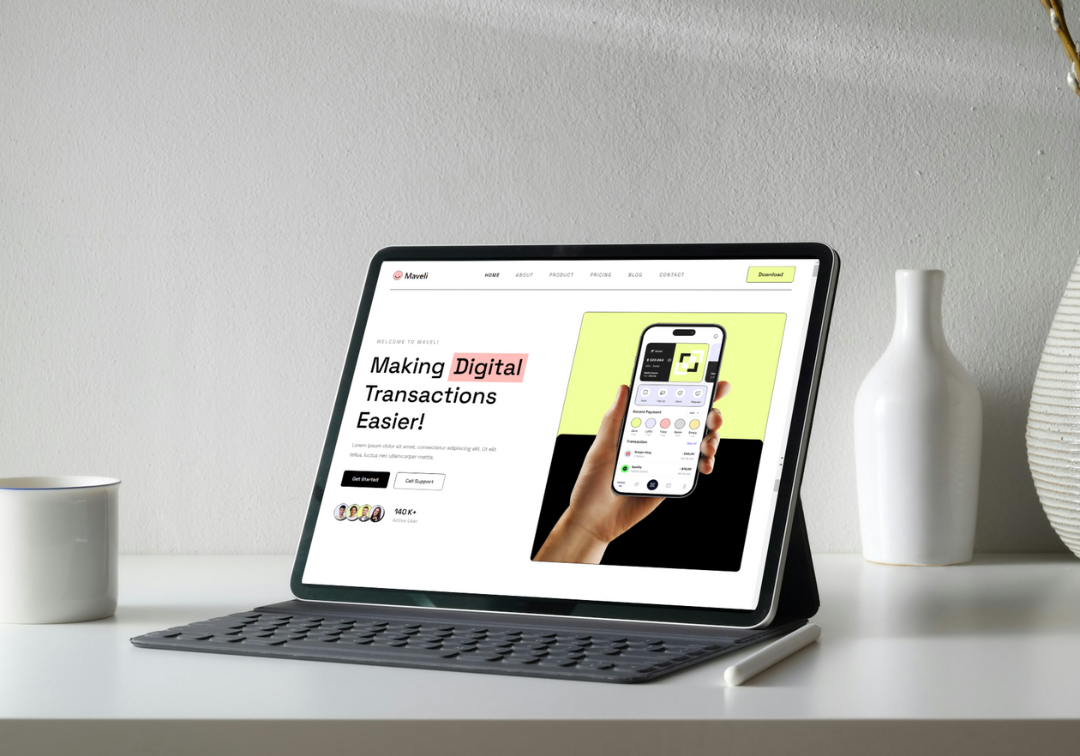 Maveli
HOME ABOUT PRODUCT PRICING BLOG CONTACT
Download
WELCOME TO MAVELI
Making Digital
Transactions
Easier!
Lorem ipsum dolor sit amet, consectetur adipiscing elit. Ut elit
tellus, luctus nec ullamcorper mattis.
Get Started
Call Support
140 K+
Recent Payment
Transaction